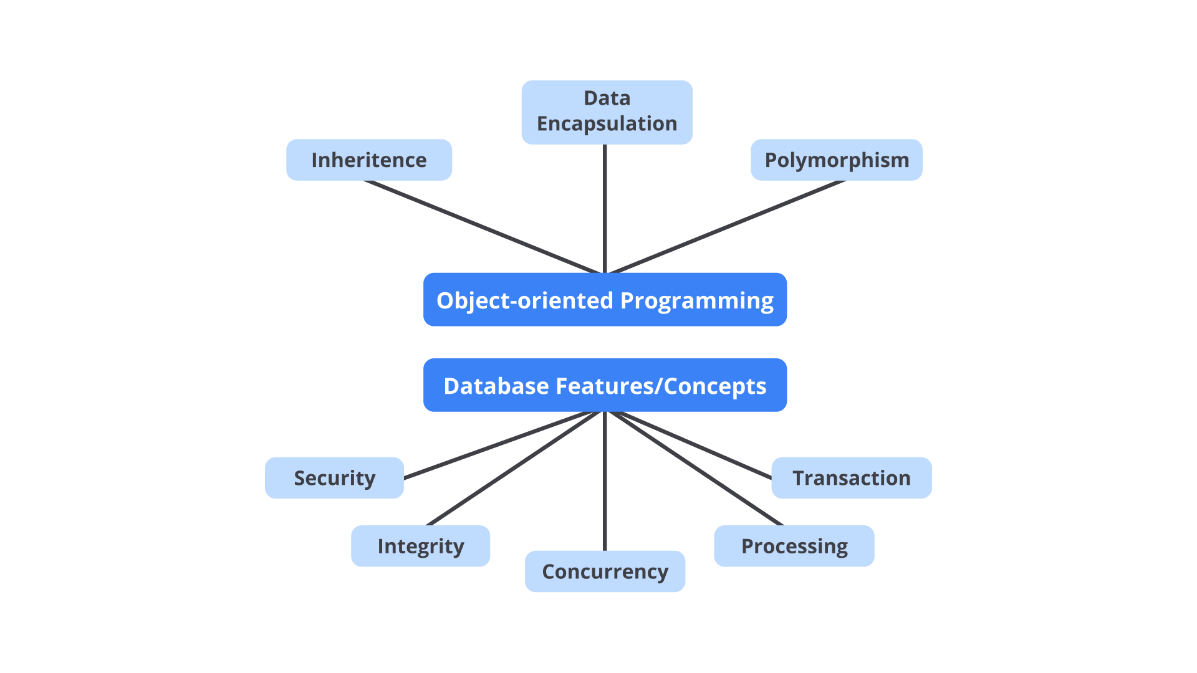 Data
Encapsulation
Inheritence
Polymorphism
Object-oriented Programming
Database Features/Concepts
Security
Transaction
Integrity
Processing
Concurrency